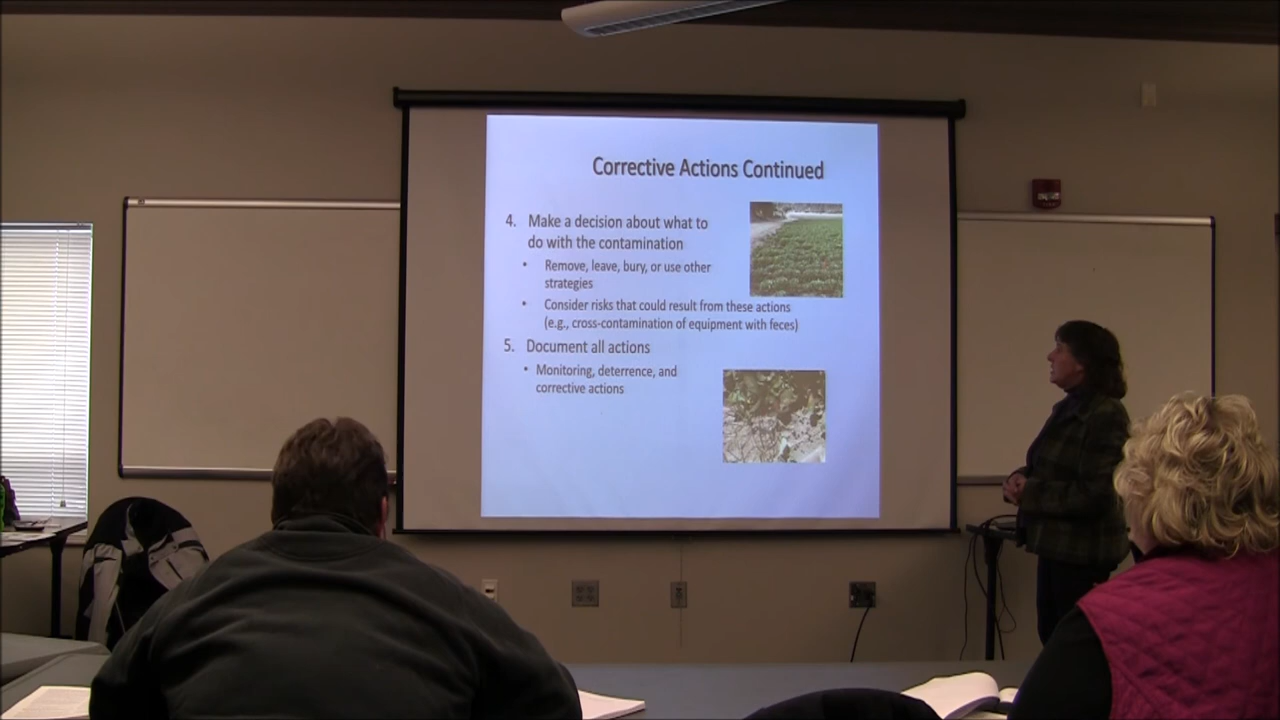 Corrective Actions Continued
4. Make a decision about what to
do with the contamination
• Remove, leave, bury, or use other
strategies
• Consider risks that could result from these actions
(e.g., cross-contamination of equipment with feces)
5. Document all actions
• Monitoring, deterrence, and
corrective actions